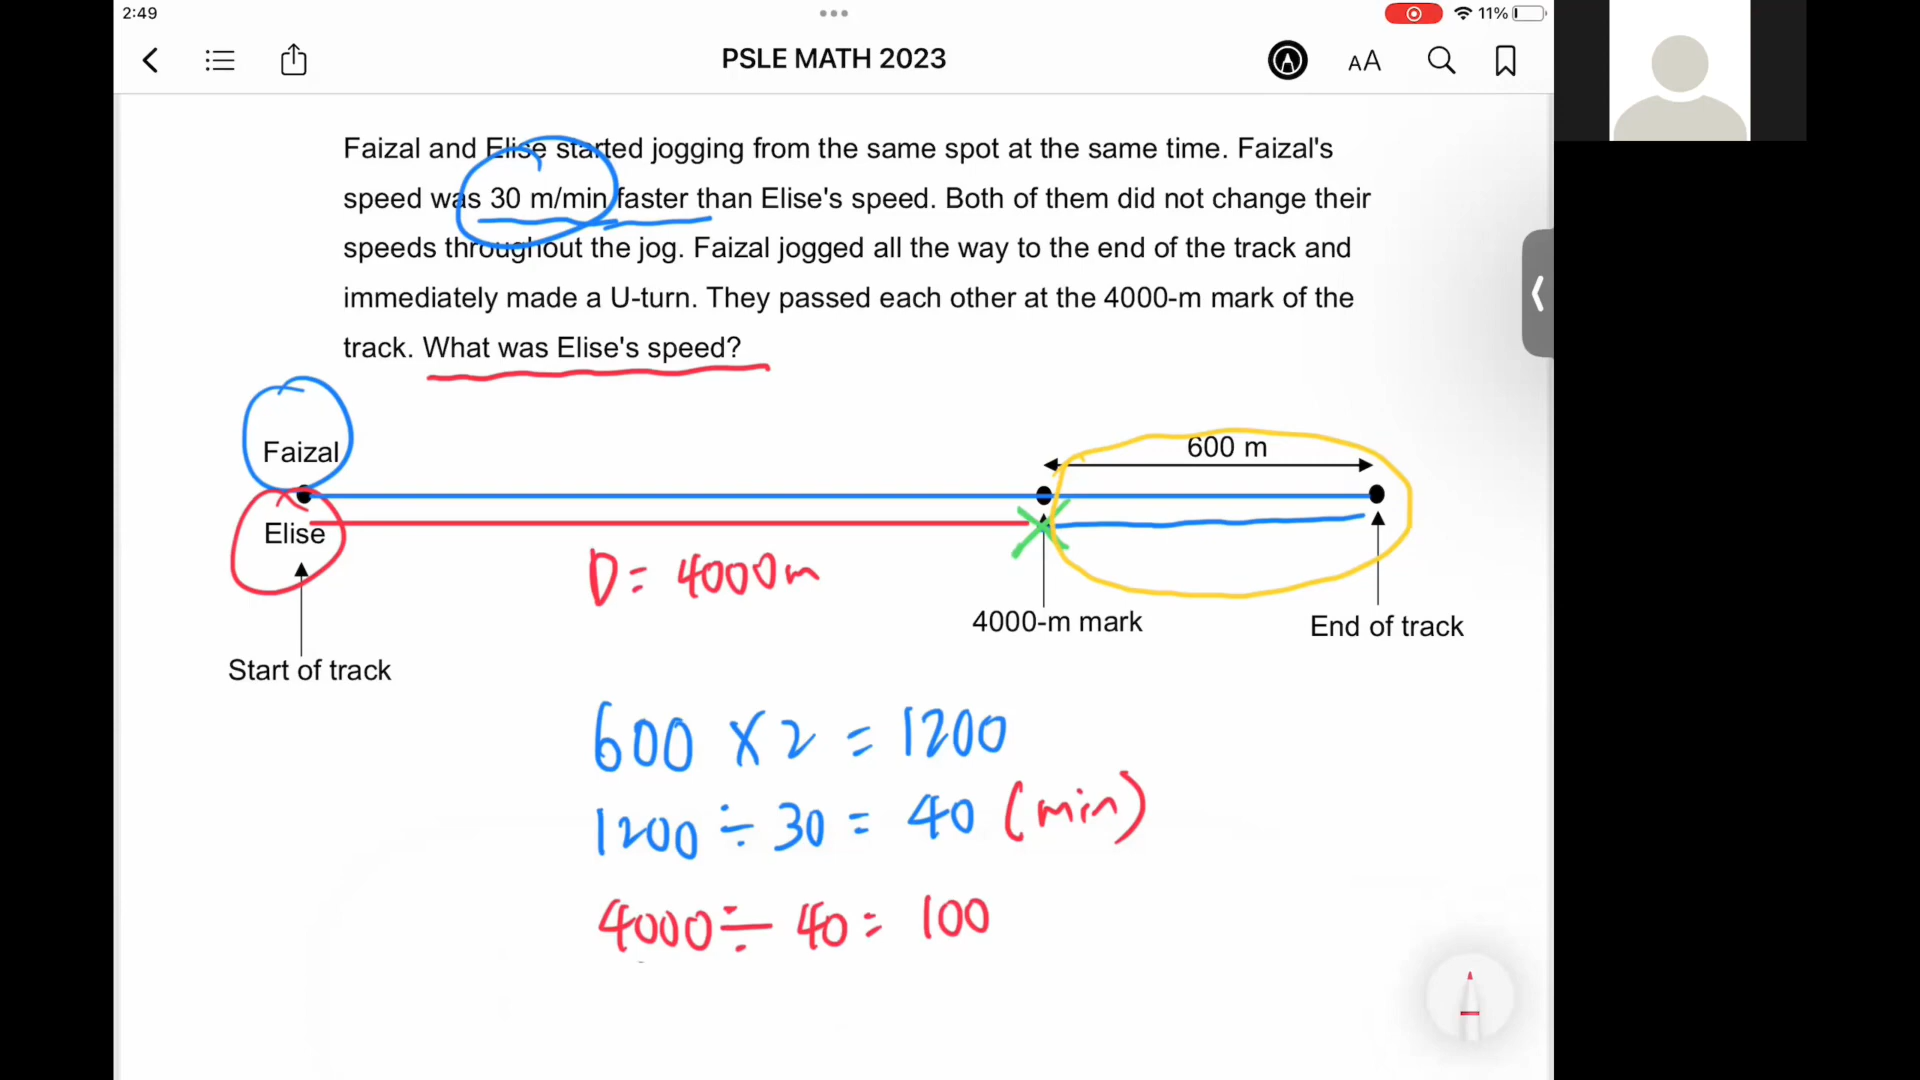 2:49
11%
PSLE MATH 2023
AA
Faizal and Elise started jogging from the same spot at the same time. Faizal's
speed was 30 m/min faster than Elise's speed. Both of them did not change their
speeds throughout the jog. Faizal jogged all the way to the end of the track and
immediately made a U-turn. They passed each other at the 4000-m mark of the
track. What was Elise's speed?
Faizal
600 m
Elise
D = 4000m
4000-m mark
End of track
Start of track
600 × 2 = 1200
1200 ÷ 30 = 40 (min)
4000 ÷ 40 = 100